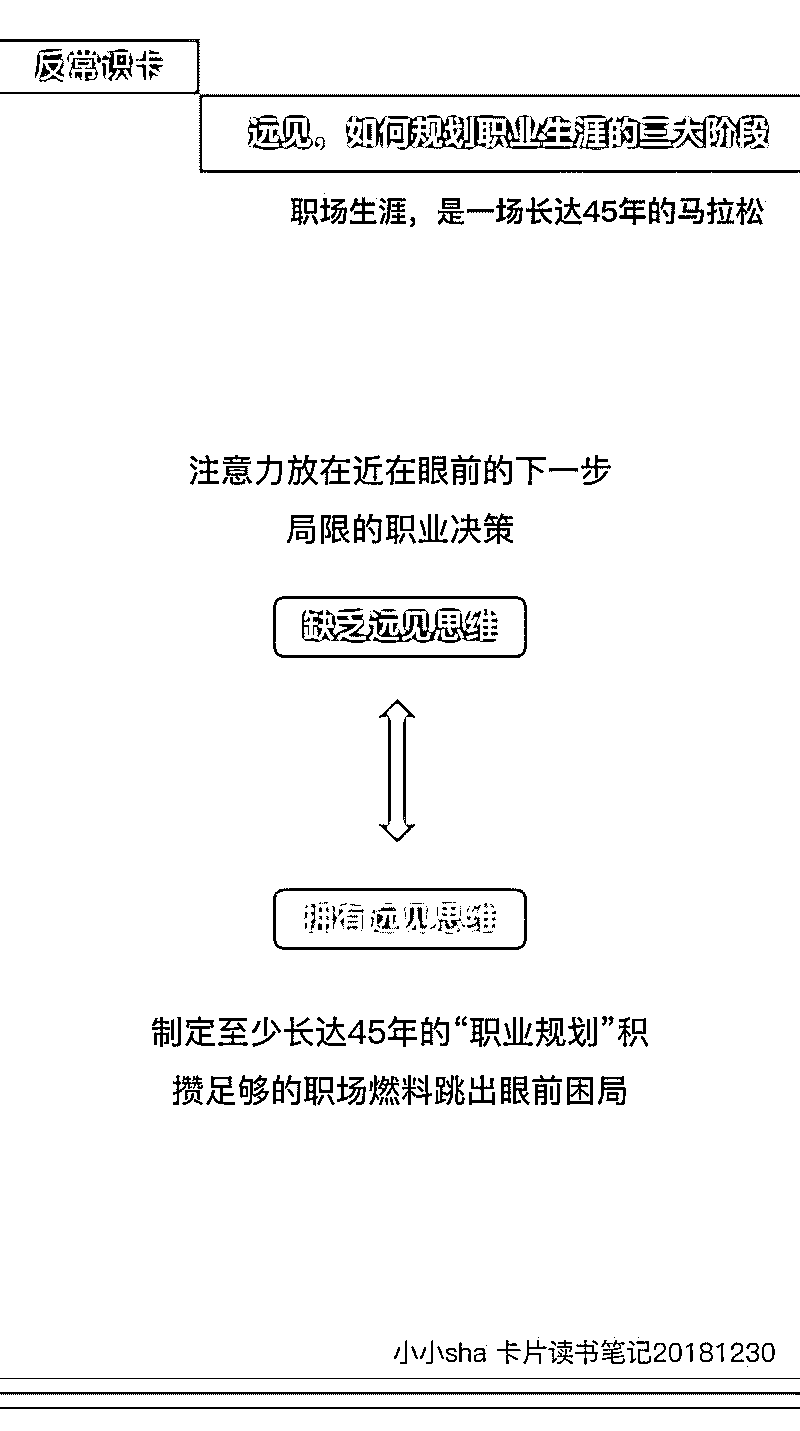 反常识卡
远见，如何规划职业生涯的三大阶段
职场生涯，是一场长达45年的马拉松
注意力放在近在眼前的下一步
局限的职业决策
缺乏远见思维
拥有远见思维
制定至少长达45年的“职业规划”积
攒足够的职场燃料跳出眼前困局
小小sha 卡片读书笔记20181230